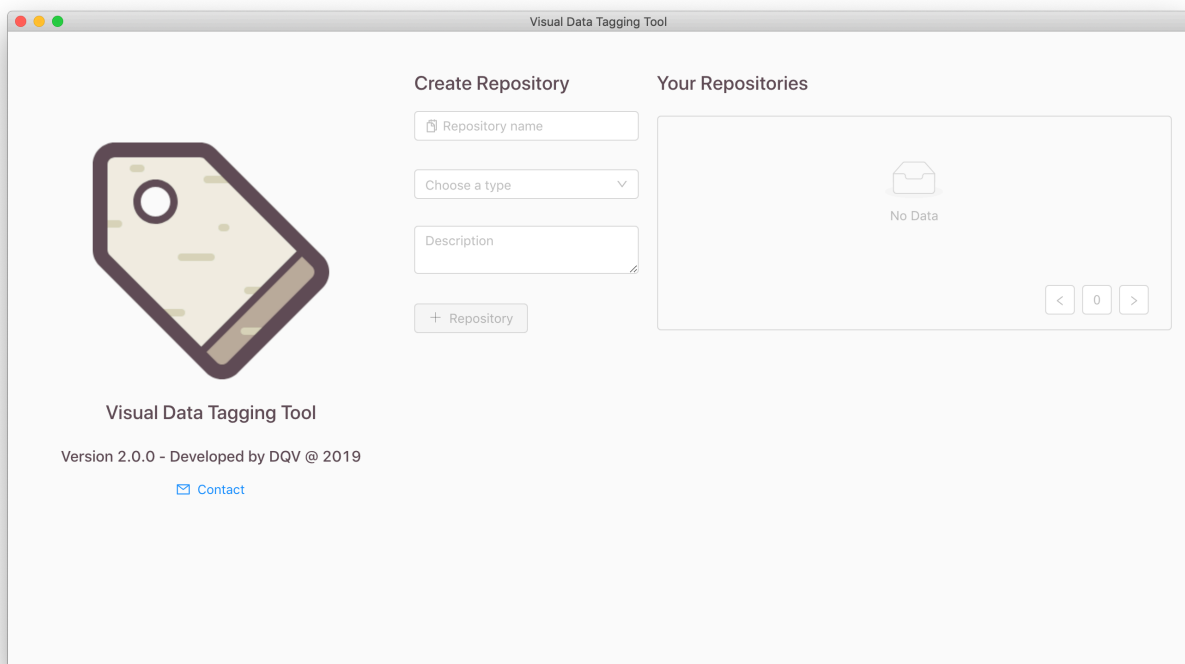 Visual Data Tagging Tool
Create Repository
Repository name
Choose a type
Description
+ Repository
Your Repositories
No Data
< 0 >
Visual Data Tagging Tool
Version 2.0.0 - Developed by DQV @ 2019
Contact